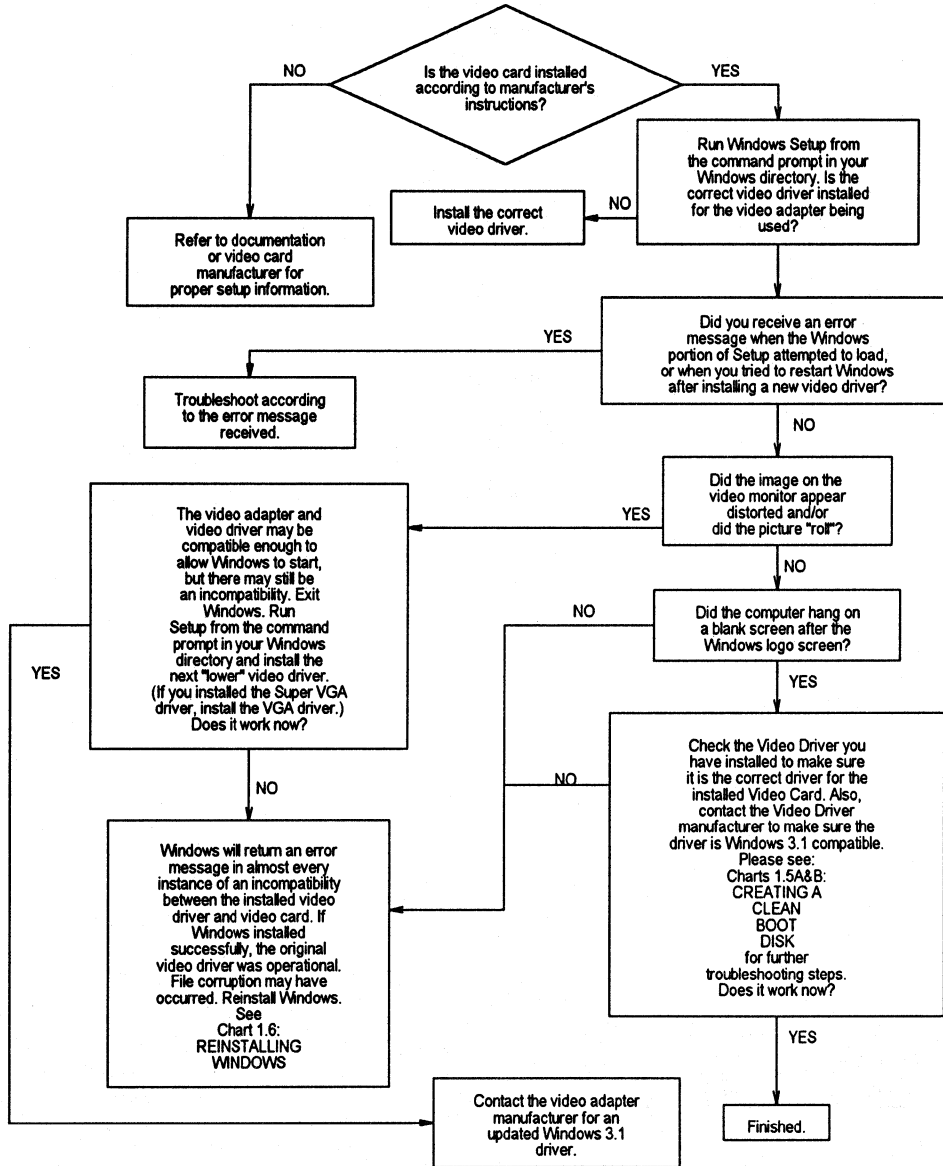 Is the video card installed
according to manufacturer's
instructions?
NO
YES
Run Windows Setup from
the command prompt in your
Windows directory. Is the
correct video driver installed
for the video adapter being
used?
NO
Install the correct
video driver.
Refer to documentation
or video card
manufacturer for
proper setup information.
Did you receive an error
message when the Windows
portion of Setup attempted to load,
or when you tried to restart Windows
after installing a new video driver?
YES
Troubleshoot according
to the error message
received.
NO
Did the image on the
video monitor appear
distorted and/or
did the picture "roll"?
YES
The video adapter and
video driver may be
compatible enough to
allow Windows to start,
but there may still be
an incompatibility. Exit
Windows. Run
Setup from the command
prompt in your Windows
directory and install the
next "lower" video driver.
(If you installed the Super VGA
driver, install the VGA driver.)
Does it work now?
NO
Did the computer hang on
a blank screen after the
Windows logo screen?
NO
YES
YES
Check the Video Driver you
have installed to make sure
it is the correct driver for the
installed Video Card. Also,
contact the Video Driver
manufacturer to make sure the
driver is Windows 3.1 compatible.
Please see:
Charts 1.5A&B:
CREATING A
CLEAN
BOOT
DISK
for further
troubleshooting steps.
Does it work now?
NO
NO
Windows will return an error
message in almost every
instance of an incompatibility
between the installed video
driver and video card. If
Windows installed
successfully, the original
video driver was operational.
File corruption may have
occurred. Reinstall Windows.
See
Chart 1.6:
REINSTALLING
WINDOWS
YES
Contact the video adapter
manufacturer for an
updated Windows 3.1
driver.
Finished.